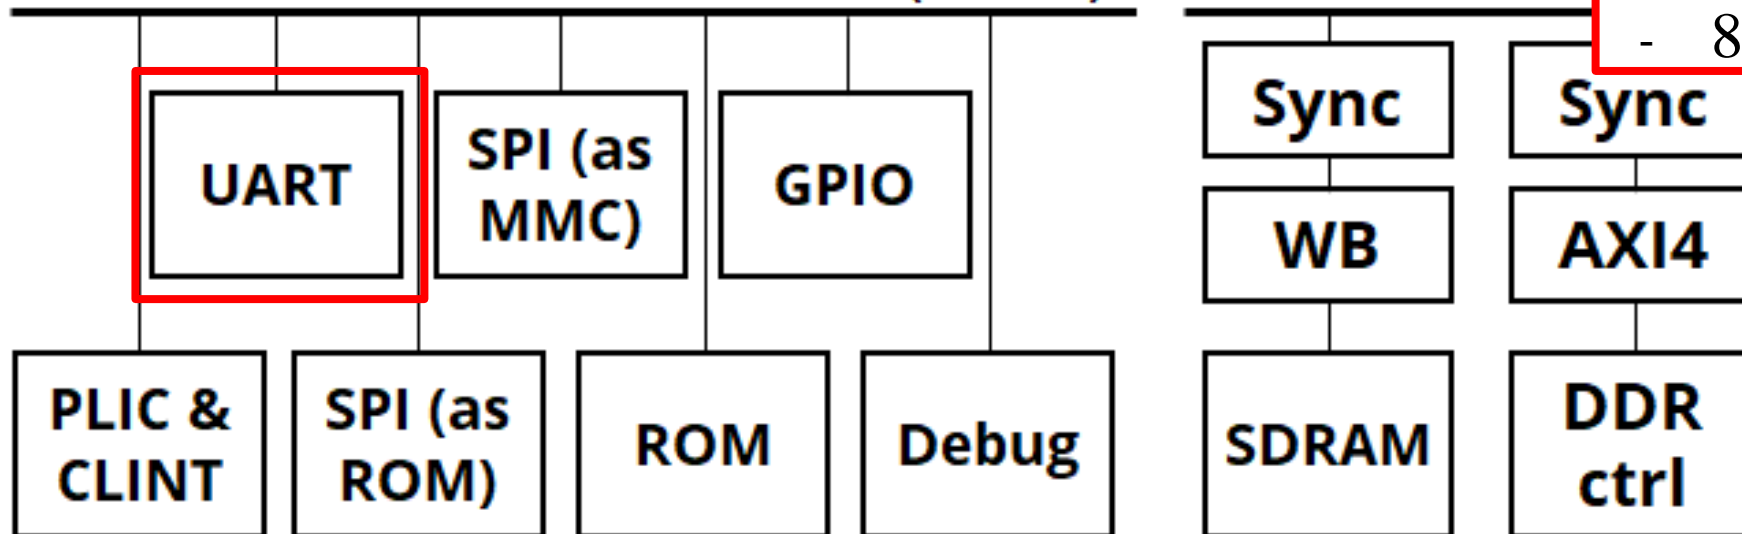 - 8
UART
SPI (as
MMC)
GPIO
Sync
Sync
WB
AXI4
PLIC &
CLINT
SPI (as
ROM)
ROM
Debug
SDRAM
DDR
ctrl